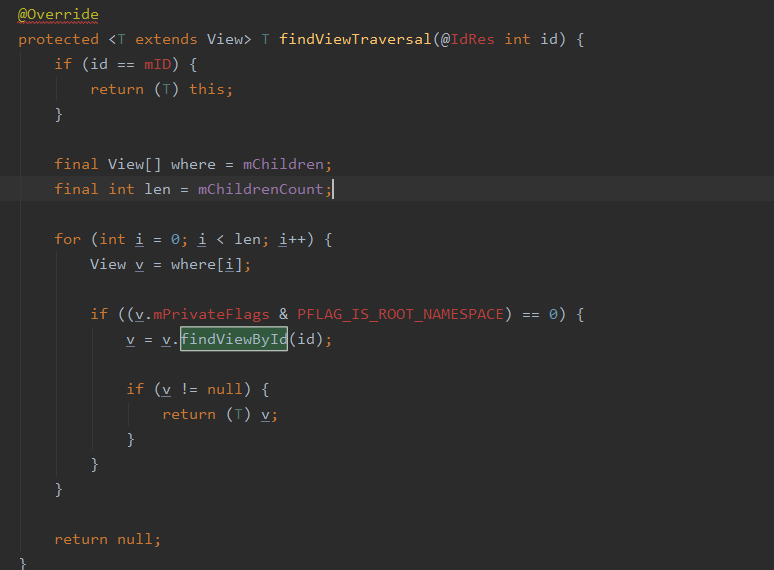 @Override
protected <T extends View> T findViewTraversal(@IdRes int id) {
    if (id == mID) {
        return (T) this;
    }
    final View[] where = mChildren;
    final int len = mChildrenCount;
    for (int i = 0; i < len; i++) {
        View v = where[i];
        if ((v.mPrivateFlags & PFLAG_IS_ROOT_NAMESPACE) == 0) {
            v = v.findViewById(id);
            if (v != null) {
                return (T) v;
            }
        }
    }
    return null;
}